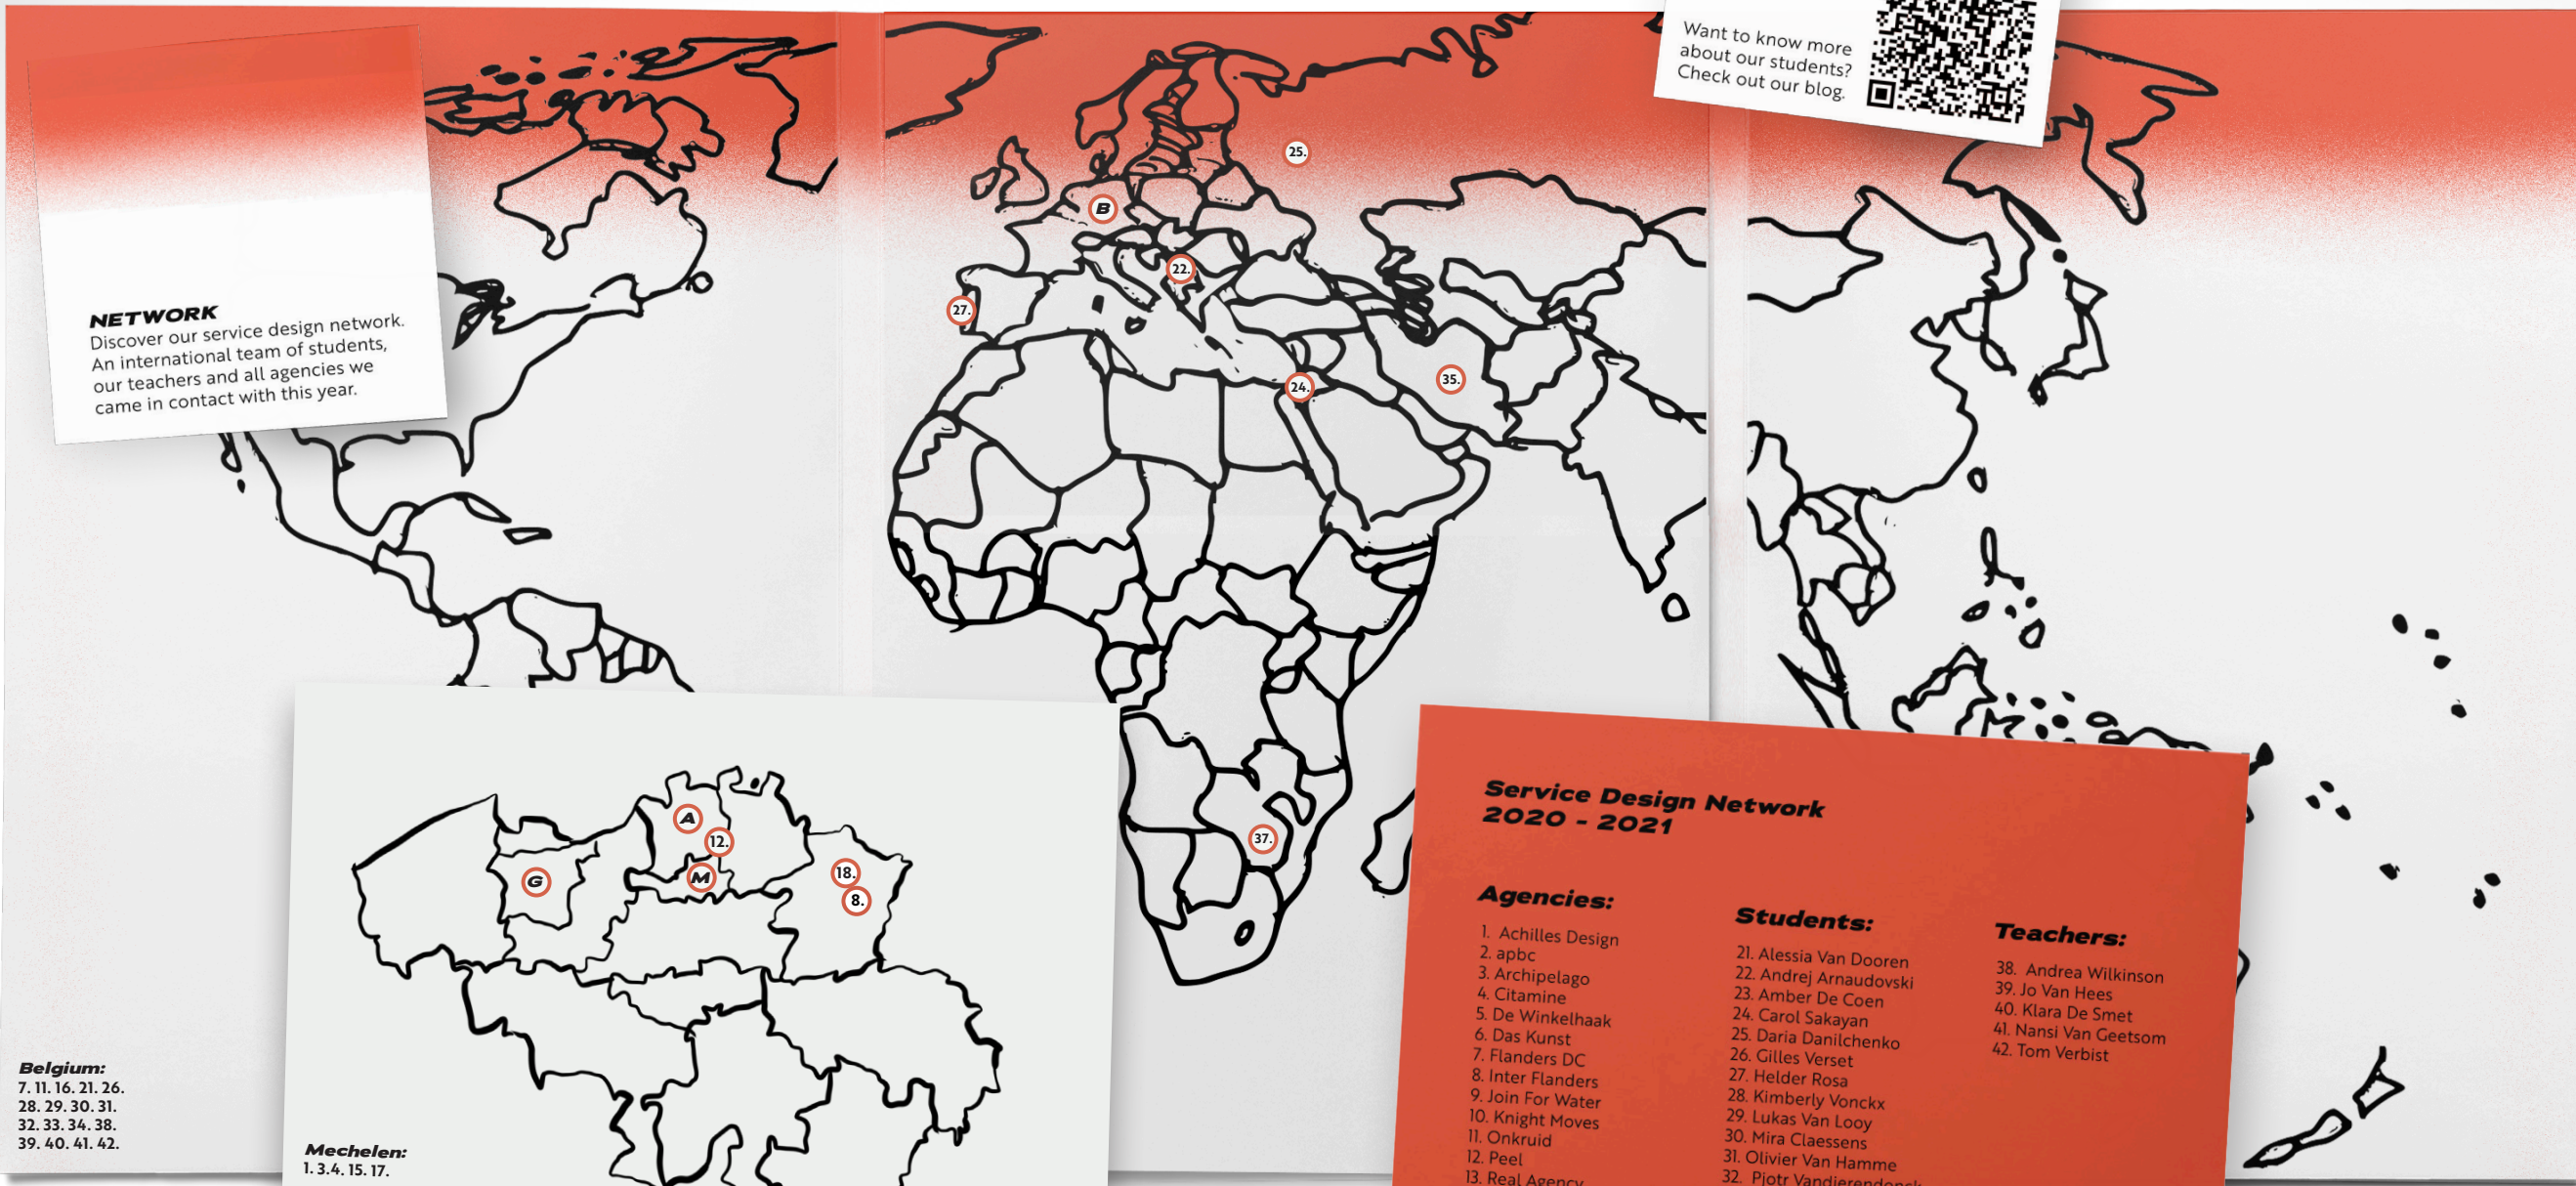 Want to know more
about our students?
Check out our blog.
NETWORK
Discover our service design network.
An international team of students,
our teachers and all agencies we
came in contact with this year.
25.
B
22.
27.
24.
35.
37.
A
12.
M
G
18.
8.
Belgium:
7. 11. 16. 21. 26.
28. 29. 30. 31.
32. 33. 34. 38.
39. 40. 41. 42.
Mechelen:
1. 3.4. 15. 17.
Service Design Network
2020 - 2021
Agencies:
1. Achilles Design
2. apbc
3. Archipelago
4. Citamine
5. De Winkelhaak
6. Das Kunst
7. Flanders DC
8. Inter Flanders
9. Join For Water
10. Knight Moves
11. Onkruid
12. Peel
13. Real Agency
Students:
21. Alessia Van Dooren
22. Andrej Arnaudovski
23. Amber De Coen
24. Carol Sakayan
25. Daria Danilchenko
26. Gilles Verset
27. Helder Rosa
28. Kimberly Vonckx
29. Lukas Van Looy
30. Mira Claessens
31. Olivier Van Hamme
32. Pjotr Vandierendonck
Teachers:
38. Andrea Wilkinson
39. Jo Van Hees
40. Klara De Smet
41. Nansi Van Geetsom
42. Tom Verbist